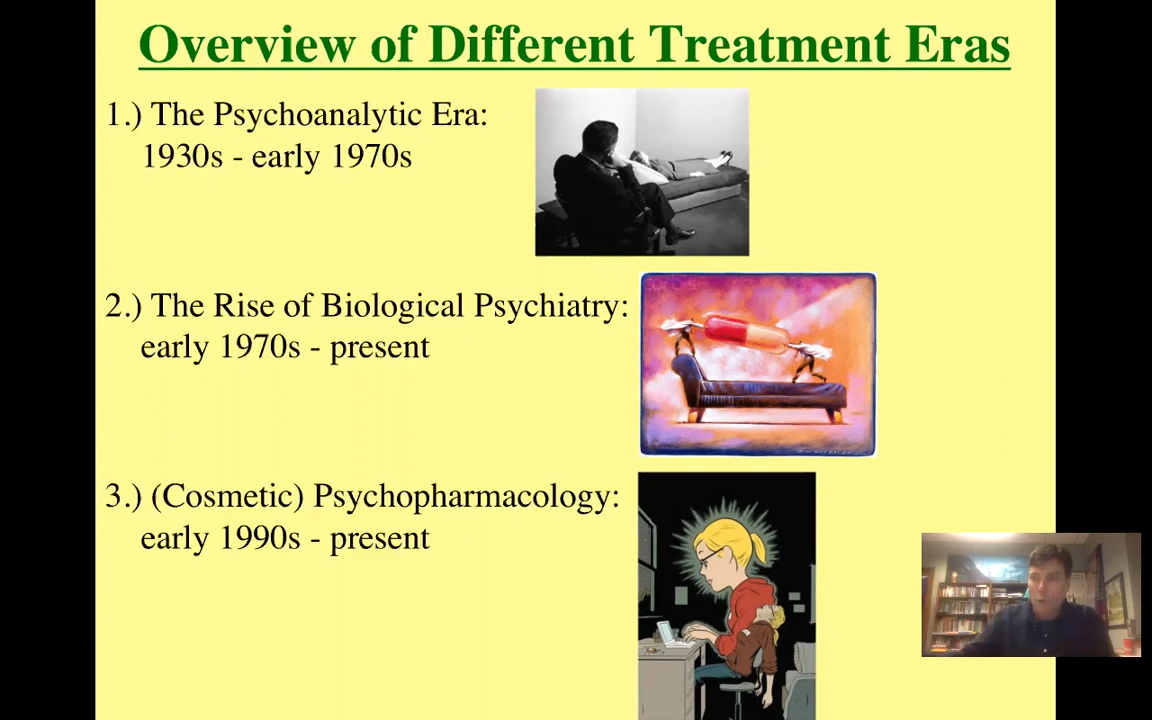 Overview of Different Treatment Eras
1.) The Psychoanalytic Era:
1930s - early 1970s
2.) The Rise of Biological Psychiatry:
early 1970s - present
3.) (Cosmetic) Psychopharmacology:
early 1990s - present